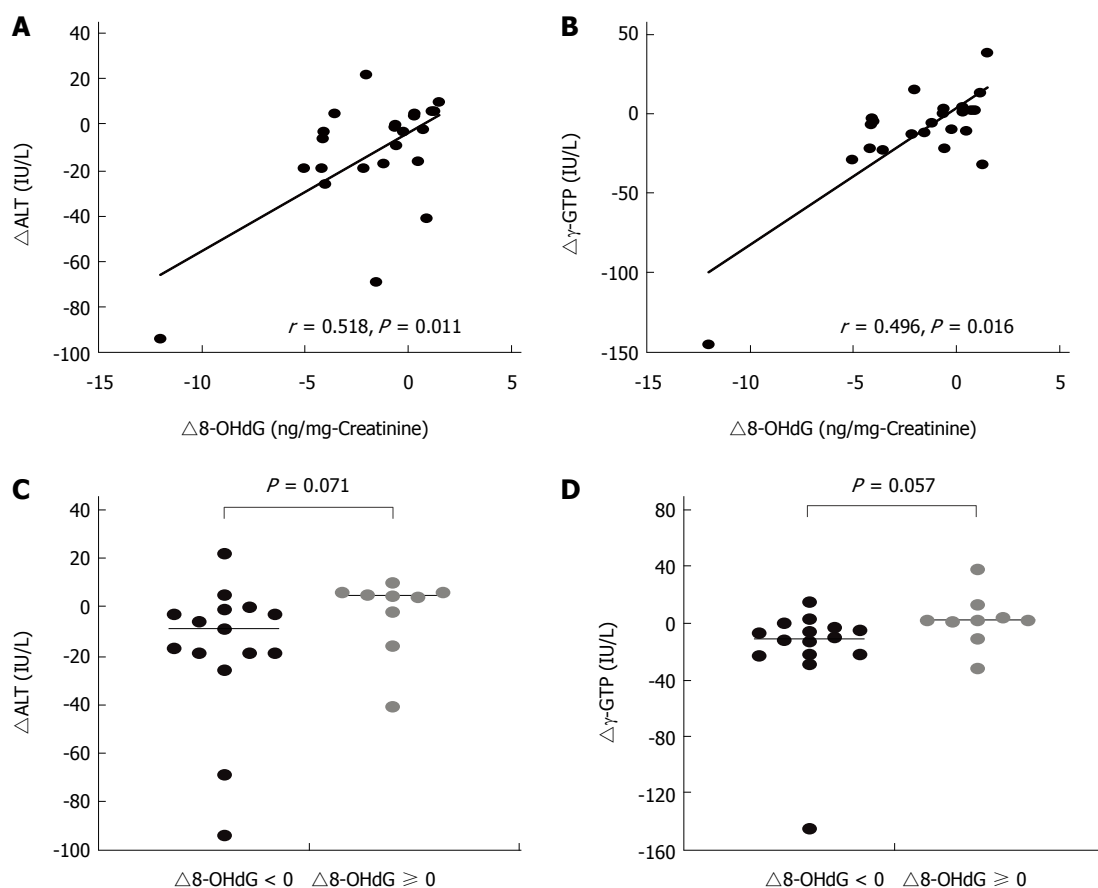 A
40
20
0
-20
-40
-60
-80
-100
△ALT (IU/L)
r = 0.518, P = 0.011
-15 -10 -5 0 5
△8-OHdG (ng/mg-Creatinine)
B
50
0
-50
-100
-150
△γ-GTP (IU/L)
r = 0.496, P = 0.016
-15 -10 -5 0 5
△8-OHdG (ng/mg-Creatinine)
C
P = 0.071
40
20
0
-20
-40
-60
-80
-100
△ALT (IU/L)
△8-OHdG < 0 △8-OHdG ≥ 0
D
P = 0.057
80
40
0
-40
-80
-120
-160
△γ-GTP (IU/L)
△8-OHdG < 0 △8-OHdG ≥ 0